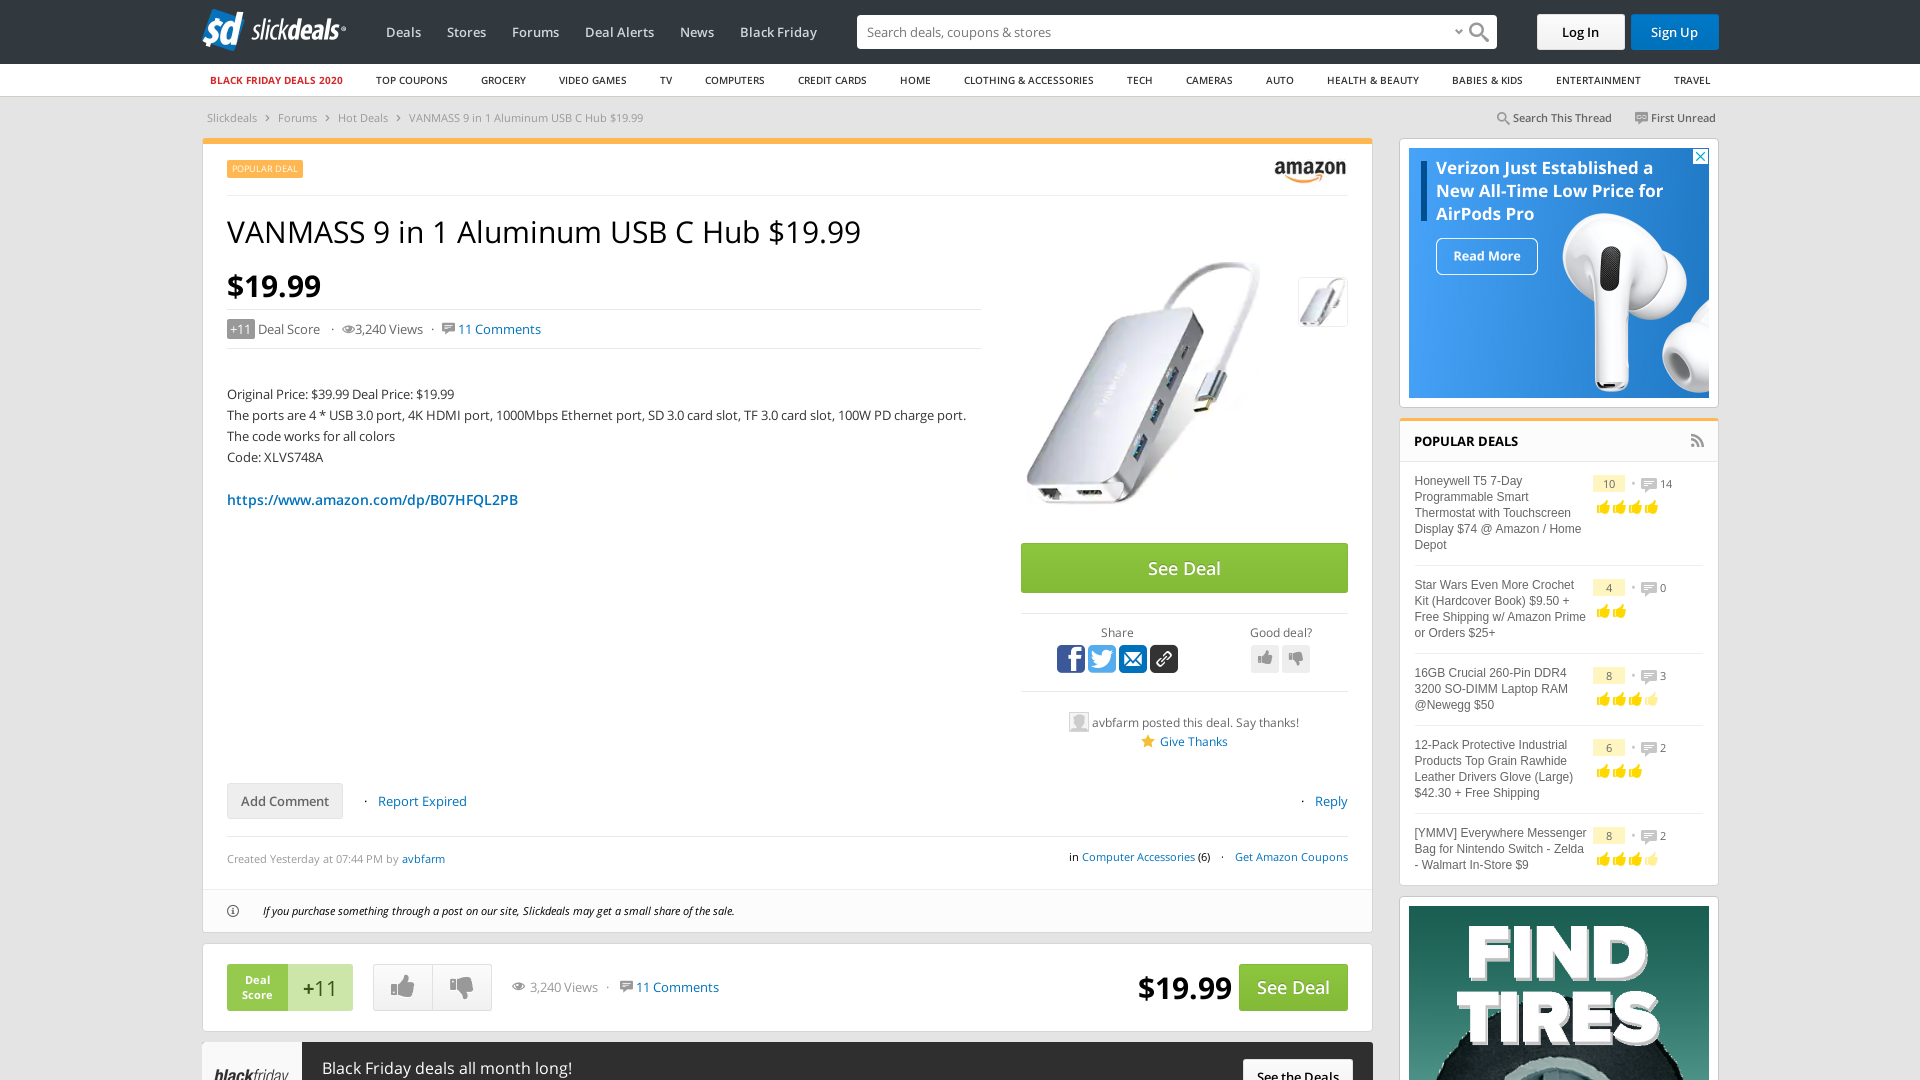 sd slickdeals
Deals Stores Forums Deal Alerts News Black Friday
Search deals, coupons & shops
Log In Sign Up
BLACK FRIDAY DEALS 2020 TOP COUPONS GROCERY VIDEO GAMES TV COMPUTERS CREDIT CARDS HOME CLOTHING & ACCESSORIES TECH CAMERAS AUTO HEALTH & BEAUTY BABIES & KIDS ENTERTAINMENT TRAVEL
Slickdeals › Forums › Hot Deals › VANMASS 9 in 1 Aluminum USB C Hub $19.99
Search This Thread First Unread
POPULAR DEAL
amazon
VANMASS 9 in 1 Aluminum USB C Hub $19.99
$19.99
+11 Deal Score · 3,240 Views · 11 Comments
Original Price: $39.99 Deal Price: $19.99
The ports are 4 * USB 3.0 port, 4K HDMI port, 1000Mbps Ethernet port, SD 3.0 card slot, TF 3.0 card slot, 100W PD charge port.
The code works for all colors
Code: XLVS748A
https://www.amazon.com/dp/B07HFQL2PB
See Deal
Share
Good deal?
avbfarm posted this deal. Say thanks!
Give Thanks
Add Comment · Report Expired
· Reply
Created Yesterday at 07:44 PM by avbfarm
in Computer Accessories (6) · Get Amazon Coupons
If you purchase something through a post on our site, Slickdeals may get a small share of the sale.
Deal
Score
+11
3,240 Views · 11 Comments
$19.99
See Deal
blackfriday
Black Friday deals all month long!
See the Deals
Verizon Just Established a
New All-Time Low Price for
AirPods Pro
Read More
POPULAR DEALS
Honeywell T5 7-Day
Programmable Smart
Thermostat with Touchscreen
Display $74 @ Amazon / Home
Depot
10 · 14
Star Wars Even More Crochet
Kit (Hardcover Book) $9.50 +
Free Shipping w/ Amazon Prime
or Orders $25+
4 · 0
16GB Crucial 260-Pin DDR4
3200 SO-DIMM Laptop RAM
@Newegg $50
8 · 3
12-Pack Protective Industrial
Products Top Grain Rawhide
Leather Drivers Glove (Large)
$42.30 + Free Shipping
6 · 2
[YMMV] Everywhere Messenger
Bag for Nintendo Switch - Zelda
- Walmart In-Store $9
8 · 2
FIND
TIRES